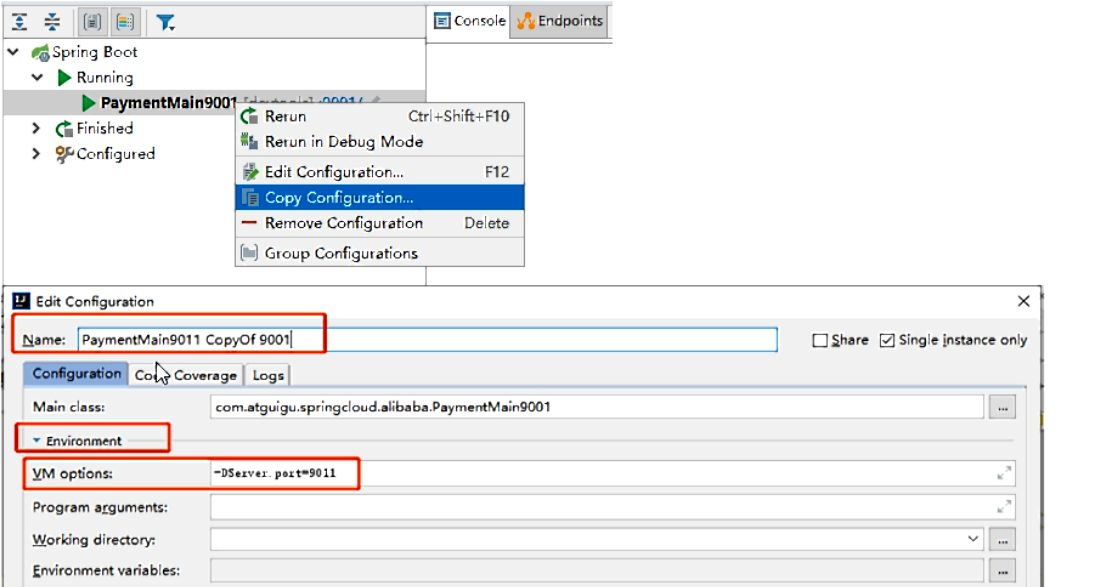 Console Endpoints
Spring Boot
Running
PaymentMain9001 [devtools] :9001/
Rerun Ctrl+Shift+F10
Finished
Rerun in Debug Mode
Configured
Edit Configuration... F12
Copy Configuration...
Remove Configuration Delete
Group Configurations
Edit Configuration
Name: PaymentMain9011 CopyOf 9001 Share Single instance only
Configuration Coverage Logs
Main class: com.atguigu.springcloud.alibaba.PaymentMain9001 ...
Environment
VM options: -DServer.port=9011
Program arguments:
Working directory: ...
Environment variables: ...